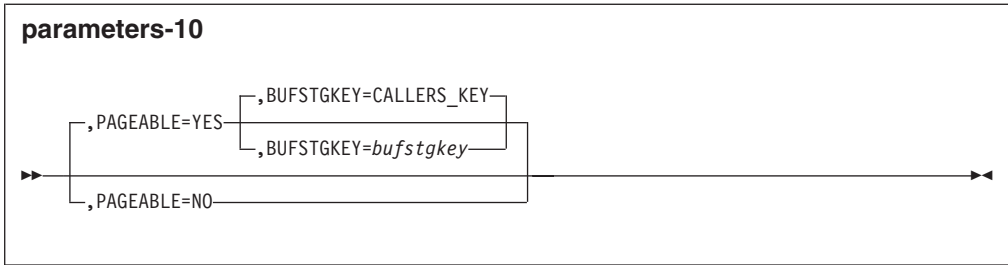 parameters-10
,BUFSTGKEY=CALLERS_KEY
,PAGEABLE=YES
,BUFSTGKEY=bufstgkey
,PAGEABLE=NO